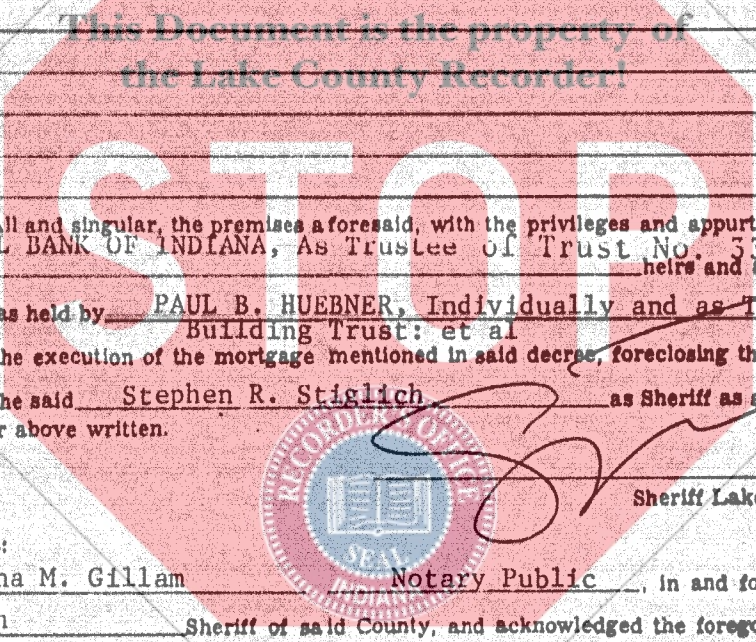 This Document is the property of
the Lake County Recorder!
STOP
All and singular, the premises aforesaid, with the privileges and appurt
L BANK OF INDIANA, As Trustee of Trust No. 3
heirs and
as held by PAUL B. HUEBNER, Individually and as T
Building Trust: et al
he execution of the mortgage mentioned in said decree, foreclosing th
he said Stephen R. Stiglich as Sheriff as a
r above written.
Sheriff Lake
RECORDER'S OFFICE
SEAL
INDIANA
na M. Gillam Notary Public, in and fo
n Sheriff of said County, and acknowledged the foreg